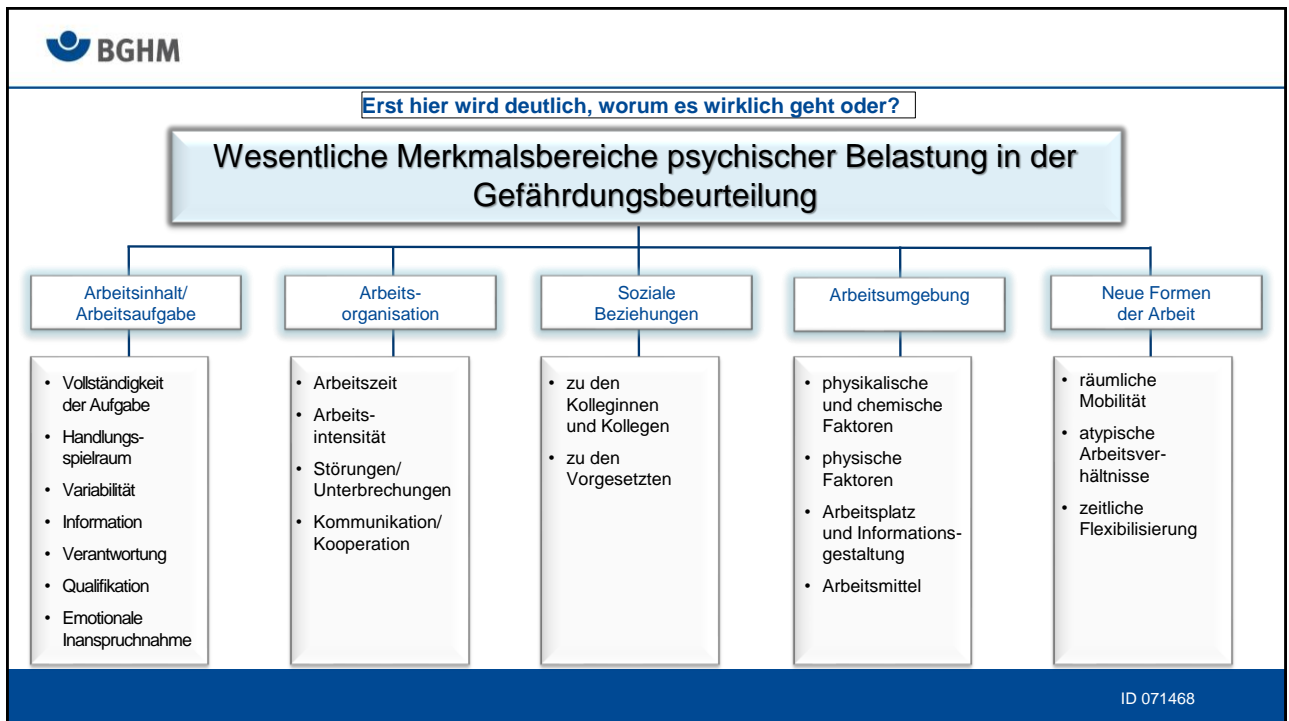 BGHM
Erst hier wird deutlich, worum es wirklich geht oder?
Wesentliche Merkmalsbereiche psychischer Belastung in der
Gefährdungsbeurteilung
Arbeitsinhalt/
Arbeitsaufgabe
• Vollständigkeit
der Aufgabe
• Handlungs-
spielraum
• Variabilität
• Information
• Verantwortung
• Qualifikation
• Emotionale
Inanspruchnahme
Arbeits-
organisation
• Arbeitszeit
• Arbeits-
intensität
• Störungen/
Unterbrechungen
• Kommunikation/
Kooperation
Soziale
Beziehungen
• zu den
Kolleginnen
und Kollegen
• zu den
Vorgesetzten
Arbeitsumgebung
• physikalische
und chemische
Faktoren
• physische
Faktoren
• Arbeitsplatz
und Informations-
gestaltung
• Arbeitsmittel
Neue Formen
der Arbeit
• räumliche
Mobilität
• atypische
Arbeitsver-
hältnisse
• zeitliche
Flexibilisierung
ID 071468